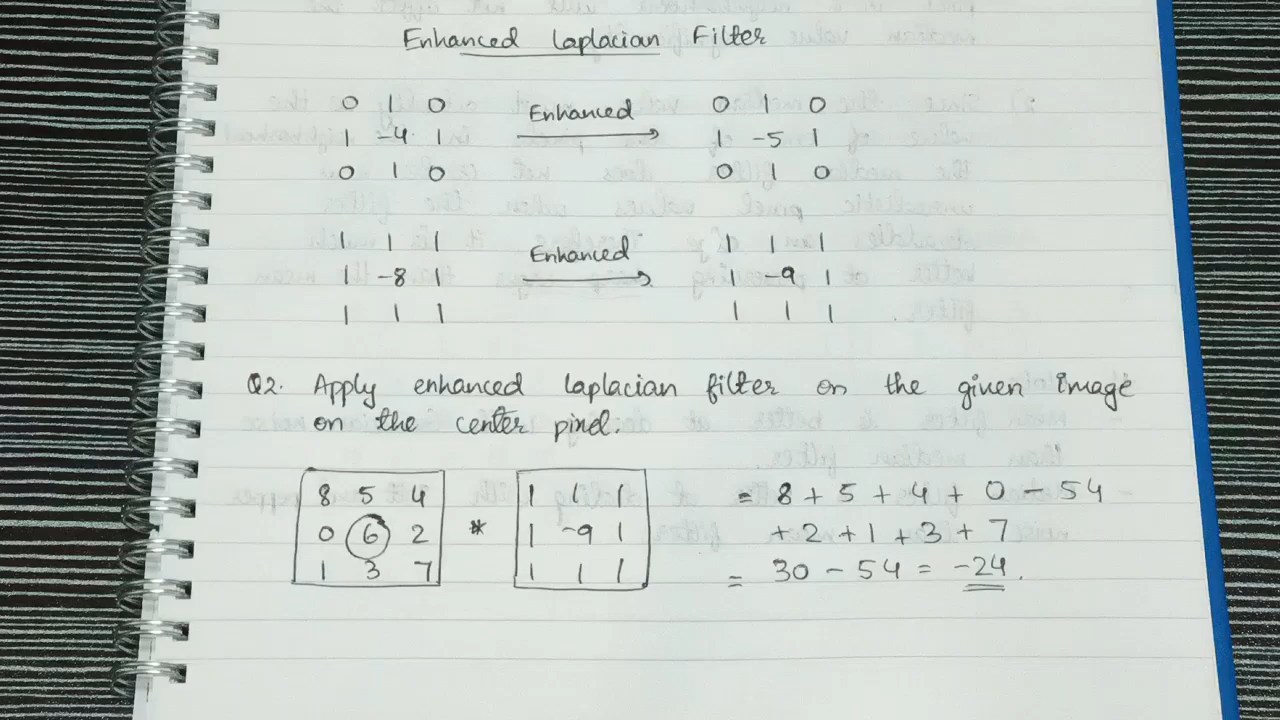 Enhanced Laplacian Filter
0 1 0 Enhanced 0 1 0
1 -4 1 → 1 -5 1
0 1 0 0 1 0
1 1 1 Enhanced 1 1 1
1 -8 1 → 1 -9 1
1 1 1 1 1 1
Q2. Apply enhanced Laplacian filter on the given image
on the center pixel.
8 5 4 1 1 1 = 8 + 5 + 4 + 0 - 54
0 6 2 * 1 -9 1 + 2 + 1 + 3 + 7
1 3 7 1 1 1 = 30 - 54 = -24.